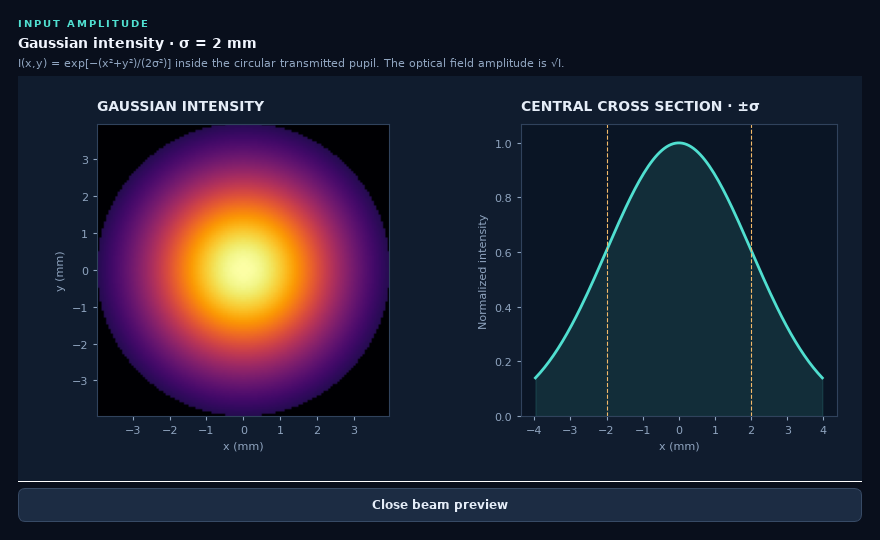 INPUT AMPLITUDE
Gaussian intensity · σ = 2 mm
I(x,y) = exp[−(x²+y²)/(2σ²)] inside the circular transmitted pupil. The optical field amplitude is √I.
GAUSSIAN INTENSITY
3
2
1
0
−1
−2
−3
y (mm)
−3 −2 −1 0 1 2 3
x (mm)
CENTRAL CROSS SECTION · ±σ
1.0
0.8
0.6
0.4
0.2
0.0
Normalized intensity
−4 −3 −2 −1 0 1 2 3 4
x (mm)
Close beam preview